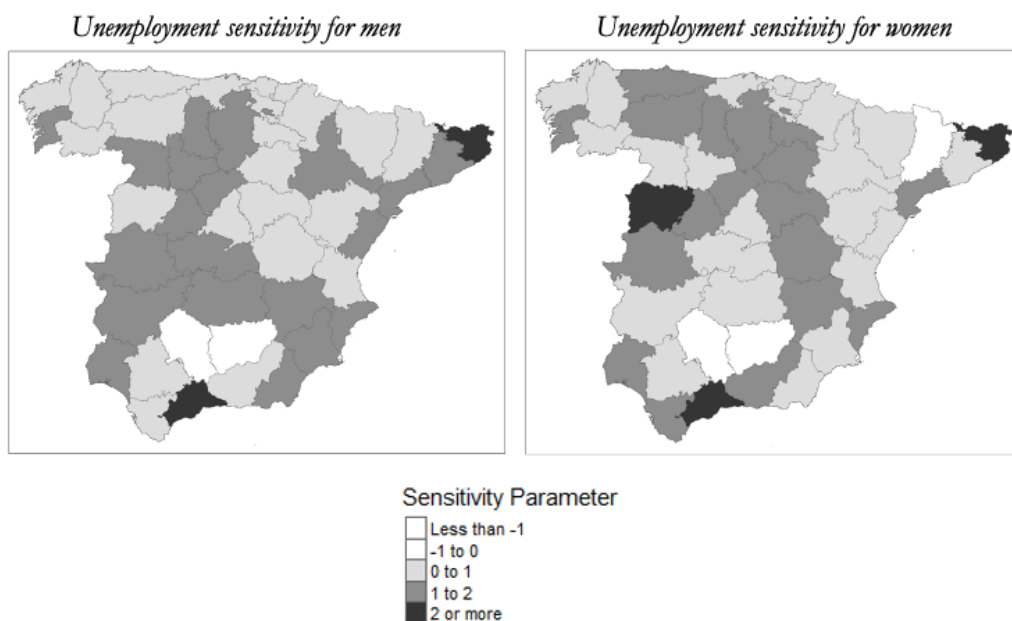 Unemployment sensitivity for men
Unemployment sensitivity for women
Sensitivity Parameter
Less than -1
-1 to 0
0 to 1
1 to 2
2 or more